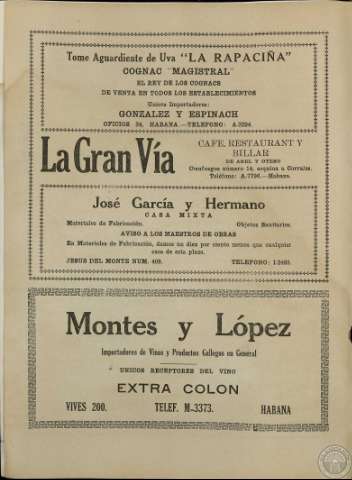 Tome Aguardiente de Uva "LA RAPACIÑA"
COGNAC "MAGISTRAL"
EL REY DE LOS COGNACS
DE VENTA EN TODOS LOS ESTABLECIMIENTOS
Unicos Importadores:
GONZALEZ Y ESPINACH
OFICIOS 34, HABANA.—TELEFONO: A-3294.
La Gran Vía
CAFE, RESTAURANT Y
BILLAR
DE ABEL Y OTERO
Cienfuegos número 14, esquina a Corrales.
Teléfono: A.7796.—Habana.
José García y Hermano
CASA MIXTA
Materiales de Fabricación. Objetos Sanitarios.
AVISO A LOS MAESTROS DE OBRAS
En Materiales de Fabricación, damos un diez por ciento menos que cualquier
casa de esta plaza.
JESUS DEL MONTE NUM. 409. TELEFONO:
Montes y López
Importadores de Vinos y Productos Gallegos en General
UNICOS RECEPTORES DEL VINO
EXTRA COLON
VIVES 200. TELEF. M-3373. HABANA